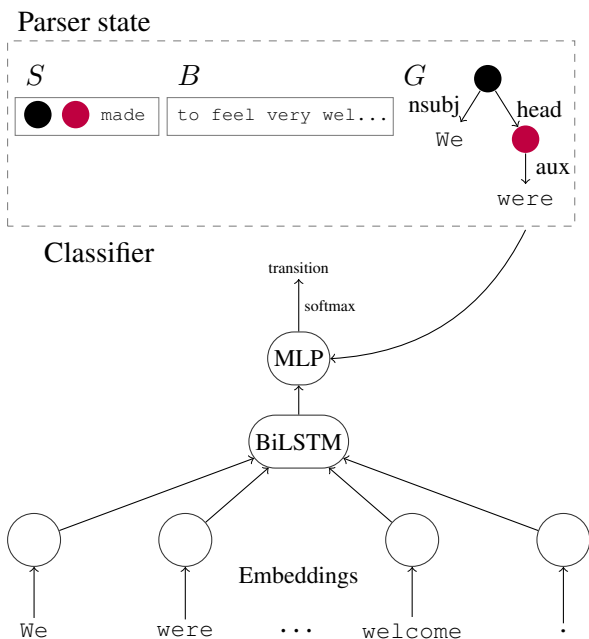 Parser state
S B G
made to feel very wel...
nsubj head
We
aux
were
Classifier
transition
softmax
MLP
BiLSTM
Embeddings
We were ... welcome .